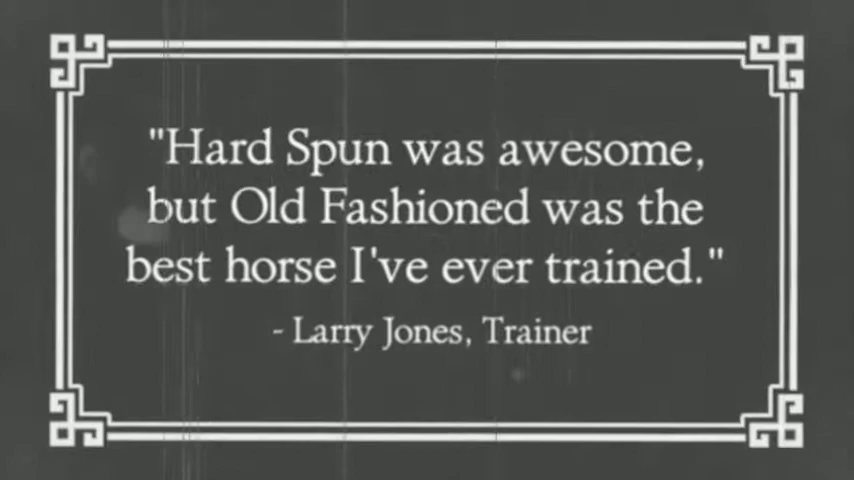 "Hard Spun was awesome,
but Old Fashioned was the
best horse I've ever trained."
- Larry Jones, Trainer